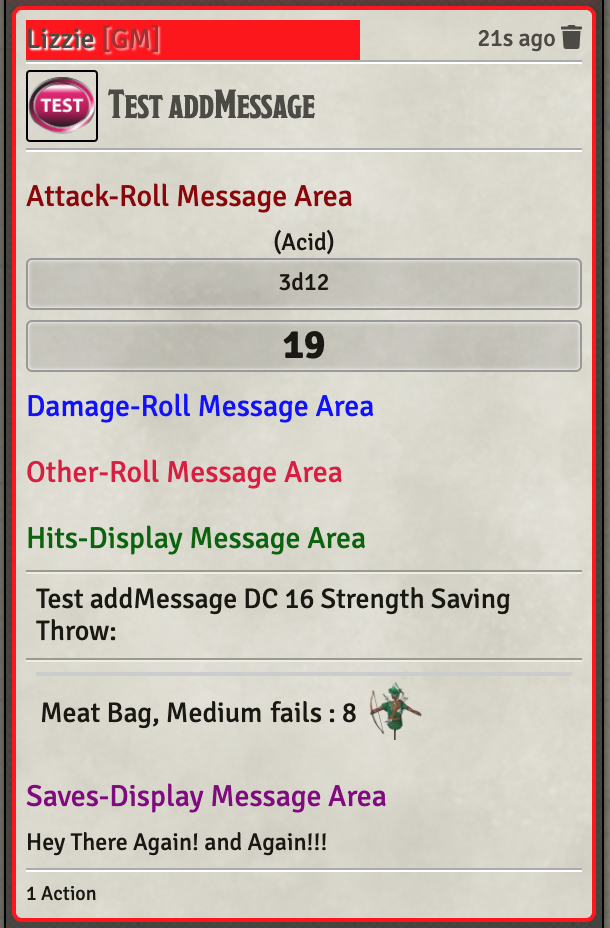 Lizzie [GM] 21s ago
TEST Test addMessage
Attack-Roll Message Area
(Acid)
3d12
19
Damage-Roll Message Area
Other-Roll Message Area
Hits-Display Message Area
Test addMessage DC 16 Strength Saving
Throw:
Meat Bag, Medium fails : 8
Saves-Display Message Area
Hey There Again! and Again!!!
1 Action